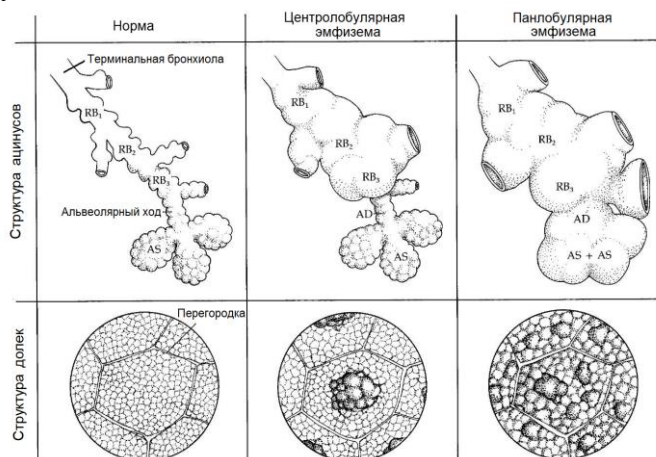 Норма
Центролобулярная
эмфизема
Панлобулярная
эмфизема
Структура ацинусов
Терминальная бронхиола
RB1
RB2
RB3
Альвеолярный ход
AS
RB1
RB2
RB3
AD
AS
RB1
RB2
RB3
AD
AS + AS
Структура долек
Перегородка